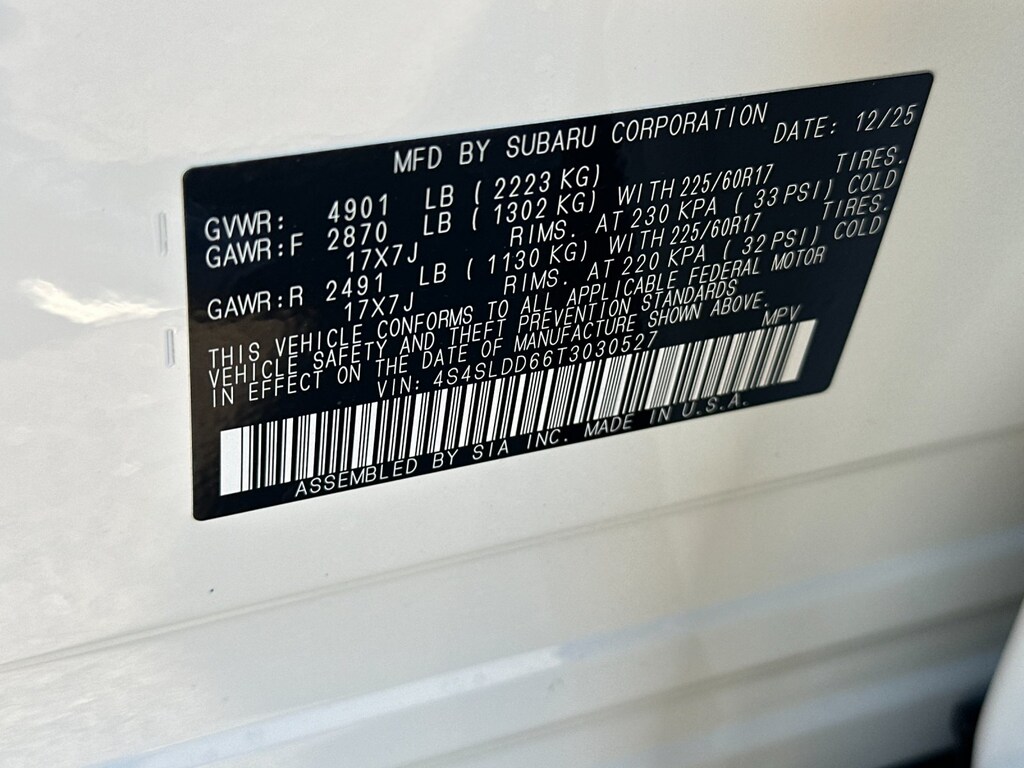 MFD BY SUBARU CORPORATION DATE: 12/25
GVWR: 4901 LB ( 2223 KG)
GAWR:F 2870 LB ( 1302 KG) WITH 225/60R17 TIRES.
17X7J RIMS. AT 230 KPA ( 33 PSI) COLD
GAWR:R 2491 LB ( 1130 KG) WITH 225/60R17 TIRES.
17X7J RIMS. AT 220 KPA ( 32 PSI) COLD
THIS VEHICLE CONFORMS TO ALL APPLICABLE FEDERAL MOTOR
VEHICLE SAFETY AND THEFT PREVENTION STANDARDS
IN EFFECT ON THE DATE OF MANUFACTURE SHOWN ABOVE.
VIN: 4S4SLDD66T3030527 MPV
ASSEMBLED BY SIA INC. MADE IN U.S.A.